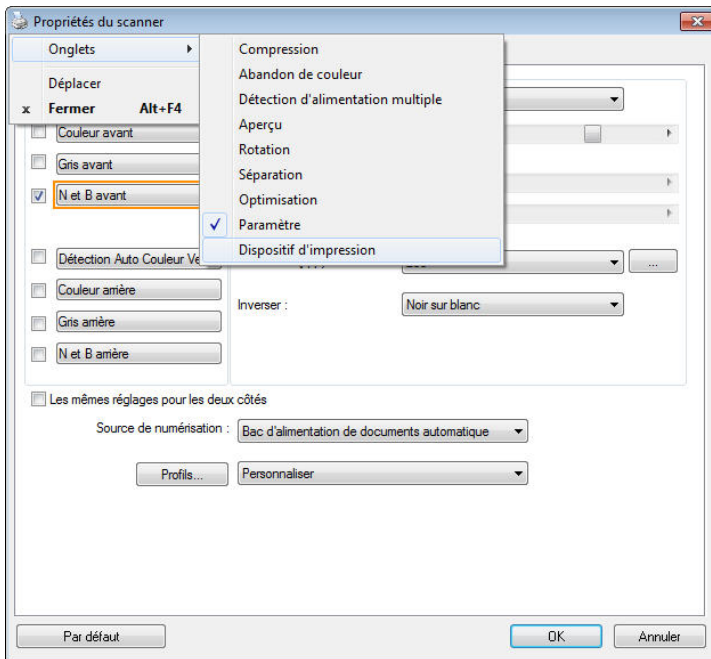 Propriétés du scanner
Onglets
Déplacer
x Fermer Alt+F4
Compression
Abandon de couleur
Détection d'alimentation multiple
Aperçu
Rotation
Séparation
Optimisation
Paramètre
Dispositif d'impression
Couleur avant
Gris avant
N et B avant
Détection Auto Couleur Ve
...
Couleur arrière
Inverser :
Noir sur blanc
Gris arrière
N et B arrière
Les mêmes réglages pour les deux côtés
Source de numérisation :
Bac d'alimentation de documents automatique
Profils...
Personnaliser
Par défaut
OK
Annuler